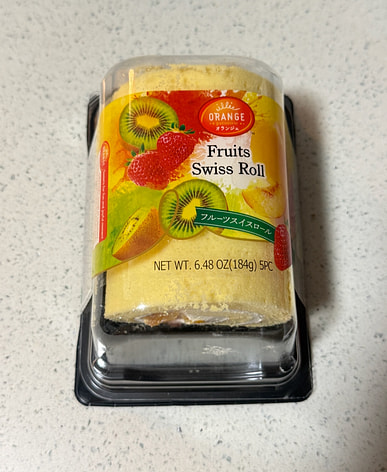 ORANGE
オランジュ
Fruits
Swiss Roll
フルーツスイスロール
NET WT. 6.48 OZ(184g) 5PC